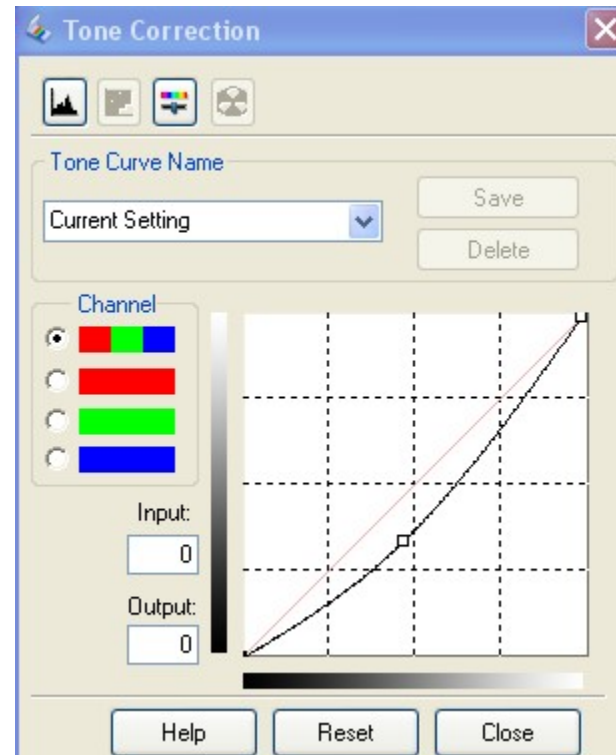 Tone Correction
Tone Curve Name
Current Setting
Save
Delete
Channel
Input:
0
Output:
0
Help Reset Close